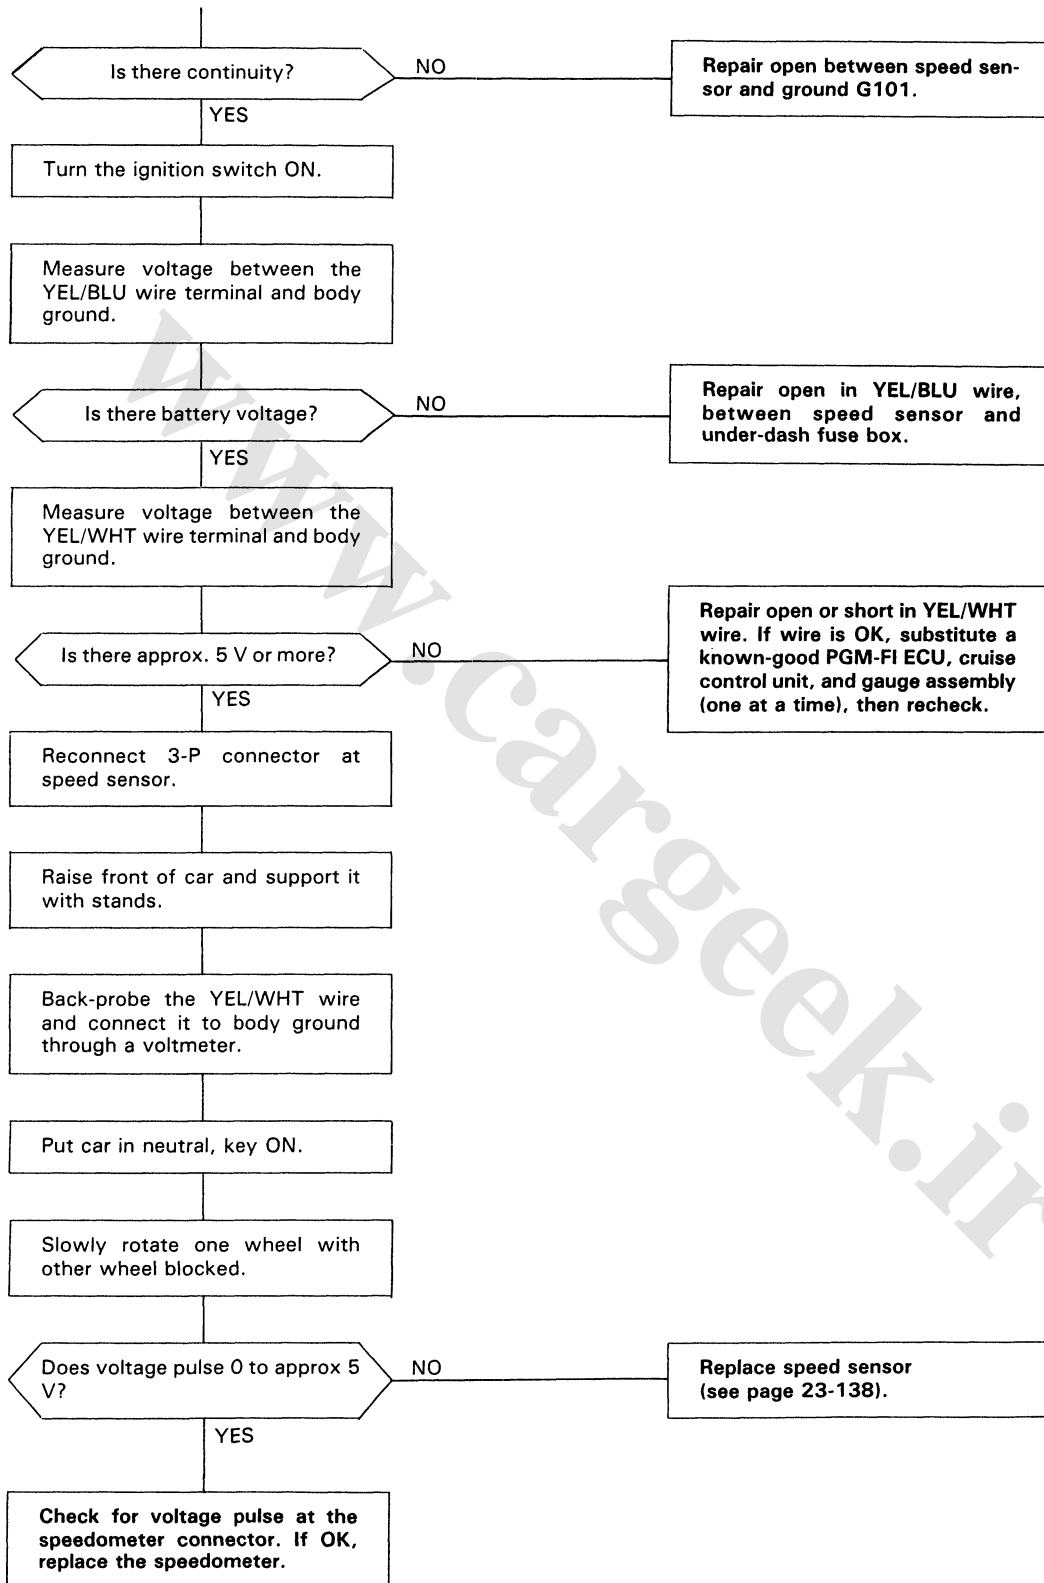 Is there continuity?
NO
Repair open between speed sen-
sor and ground G101.
YES
Turn the ignition switch ON.
Measure voltage between the
YEL/BLU wire terminal and body
ground.
Is there battery voltage?
NO
Repair open in YEL/BLU wire,
between speed sensor and
under-dash fuse box.
YES
Measure voltage between the
YEL/WHT wire terminal and body
ground.
Is there approx. 5 V or more?
NO
Repair open or short in YEL/WHT
wire. If wire is OK, substitute a
known-good PGM-FI ECU, cruise
control unit, and gauge assembly
(one at a time), then recheck.
YES
Reconnect 3-P connector at
speed sensor.
Raise front of car and support it
with stands.
Back-probe the YEL/WHT wire
and connect it to body ground
through a voltmeter.
Put car in neutral, key ON.
Slowly rotate one wheel with
other wheel blocked.
Does voltage pulse 0 to approx 5
V?
NO
Replace speed sensor
(see page 23-138).
YES
Check for voltage pulse at the
speedometer connector. If OK,
replace the speedometer.
www.cargeek.ir